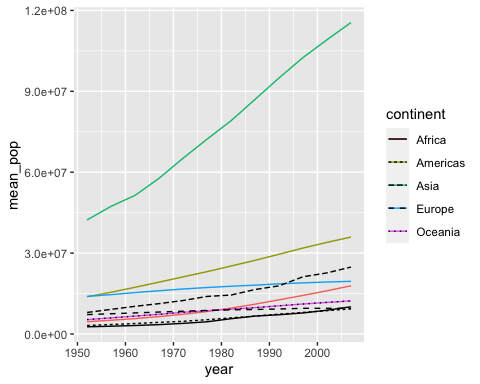 1.2e+08
9.0e+07
6.0e+07
3.0e+07
0.0e+00
mean_pop
1950 1960 1970 1980 1990 2000
year
continent
Africa
Americas
Asia
Europe
Oceania